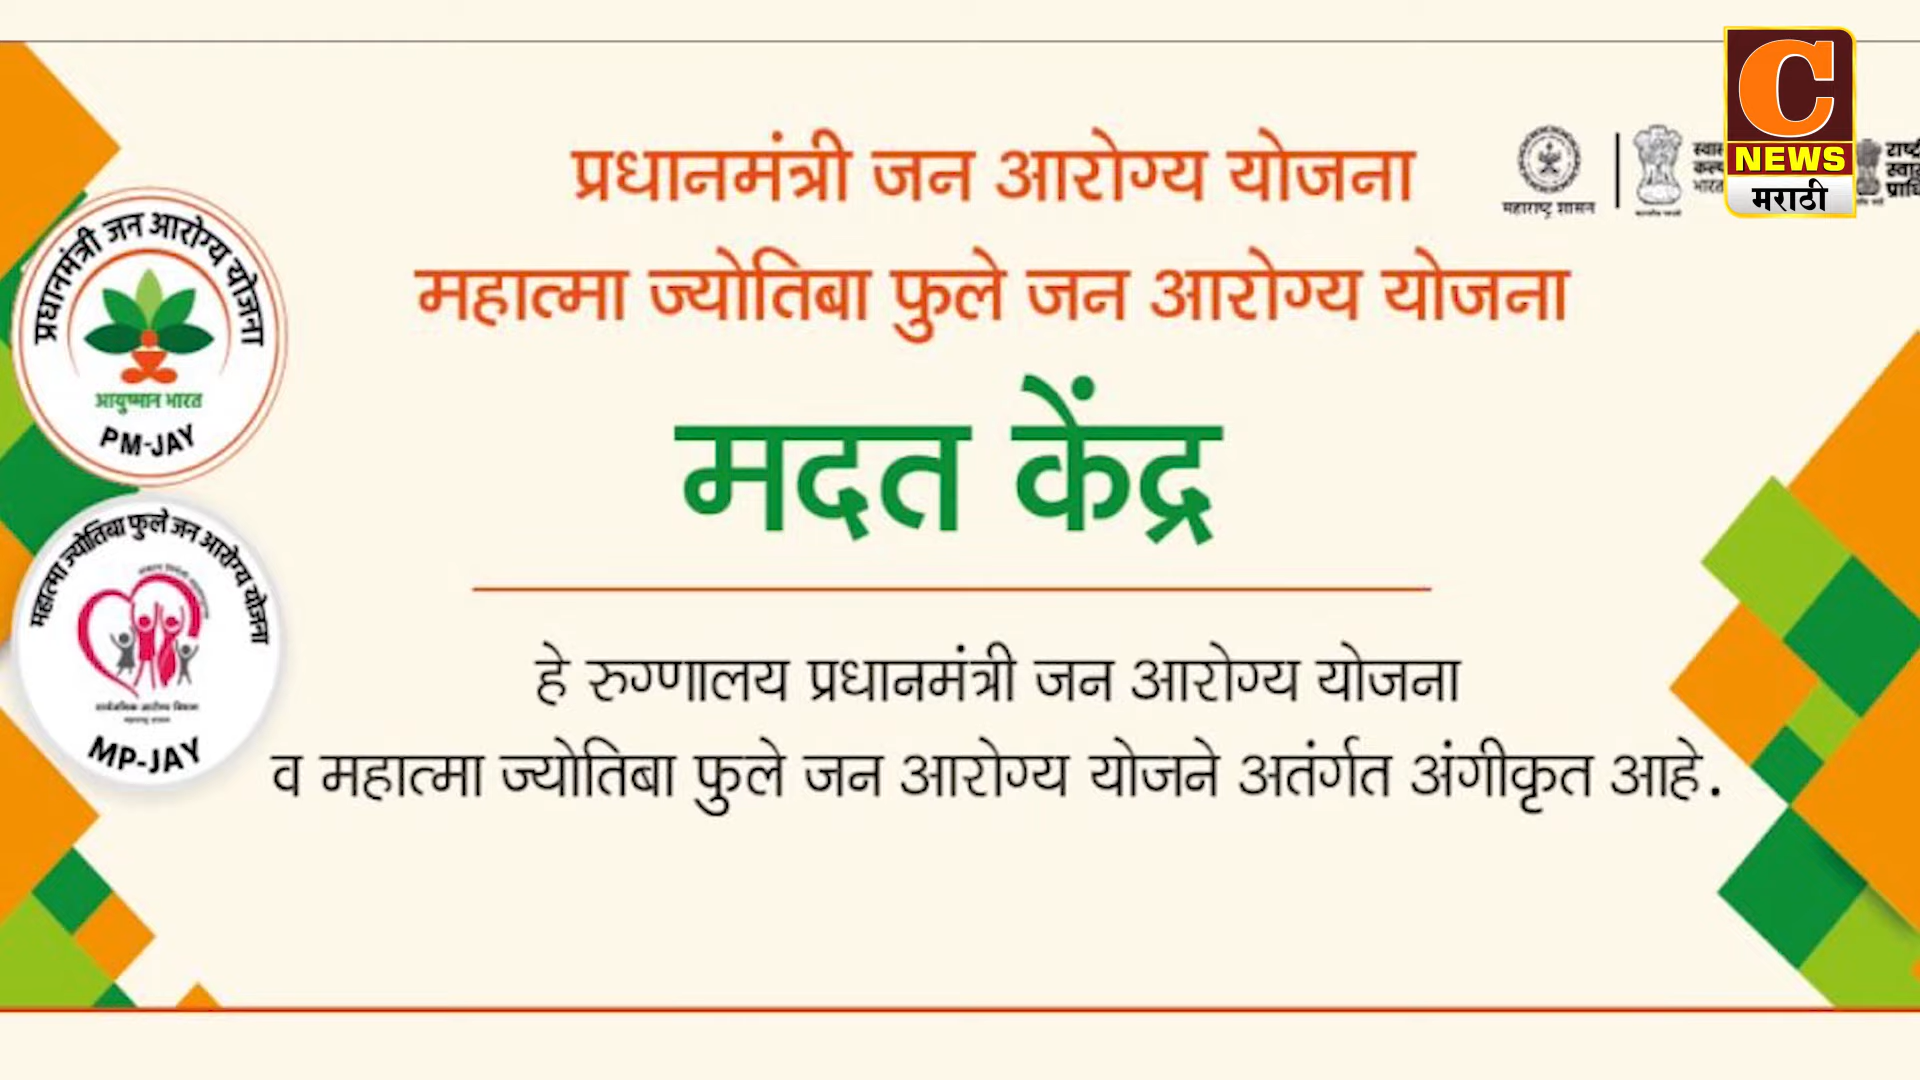 प्रधानमंत्री जन आरोग्य योजना
महात्मा ज्योतिबा फुले जन आरोग्य योजना
मदत केंद्र
हे रुग्णालय प्रधानमंत्री जन आरोग्य योजना
व महात्मा ज्योतिबा फुले जन आरोग्य योजने अतंर्गत अंगीकृत आहे.
प्रधानमंत्री जन आरोग्य योजना
आयुष्मान भारत
PM-JAY
महात्मा ज्योतिबा फुले जन आरोग्य योजना
MP-JAY
महाराष्ट्र शासन
C
NEWS
मराठी